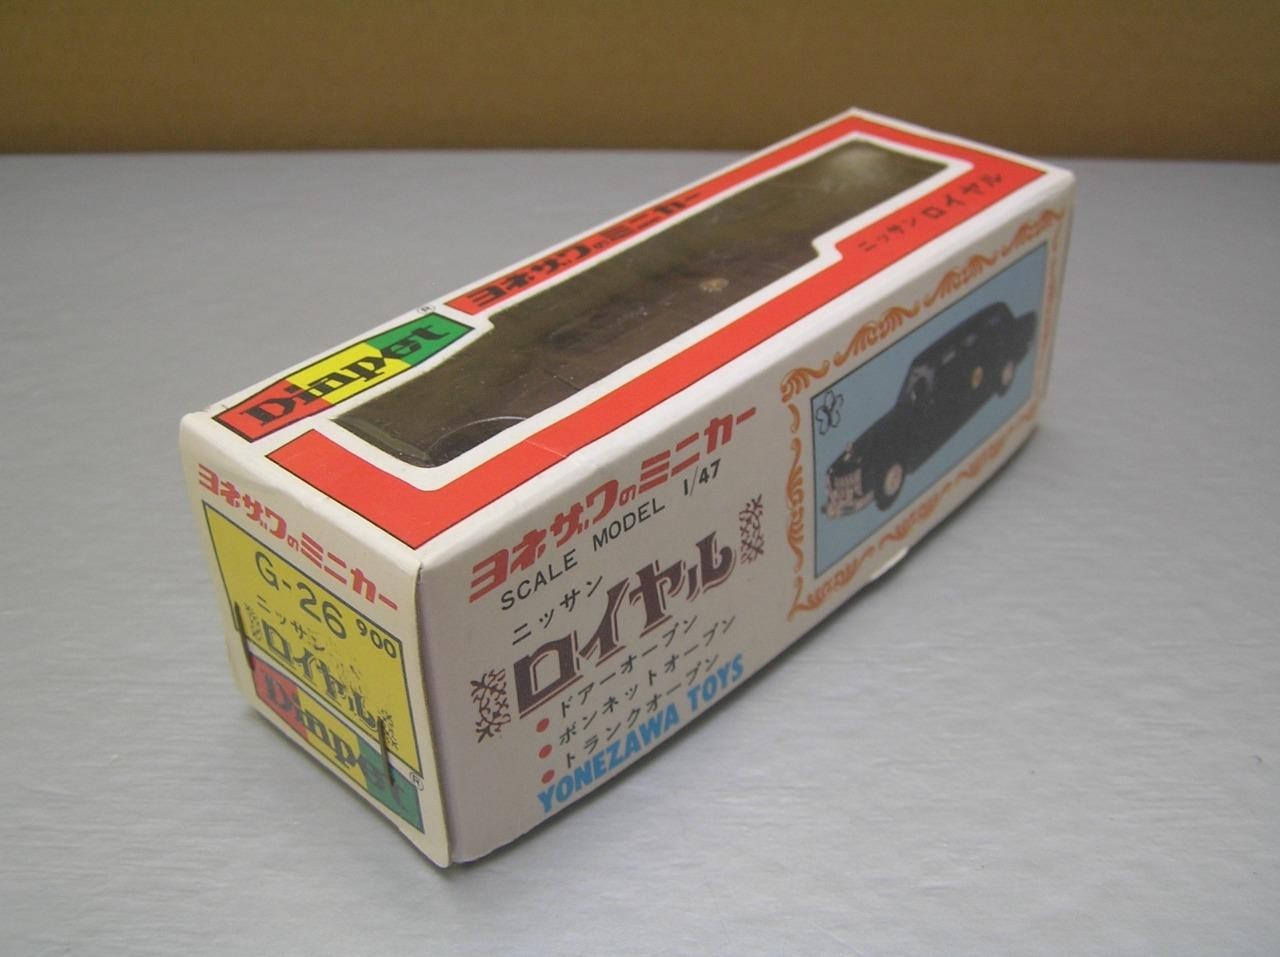 Diapet
®
ヨネザワのミニカー
ニッサン ロイヤル
ヨネザワのミニカー
G-26
900
ニッサン
ロイヤル
Diapet
®
ヨネザワのミニカー
SCALE MODEL 1/47
ニッサン
ロイヤル
● ドアーオープン
● ボンネットオープン
● トランクオープン
YONEZAWA TOYS